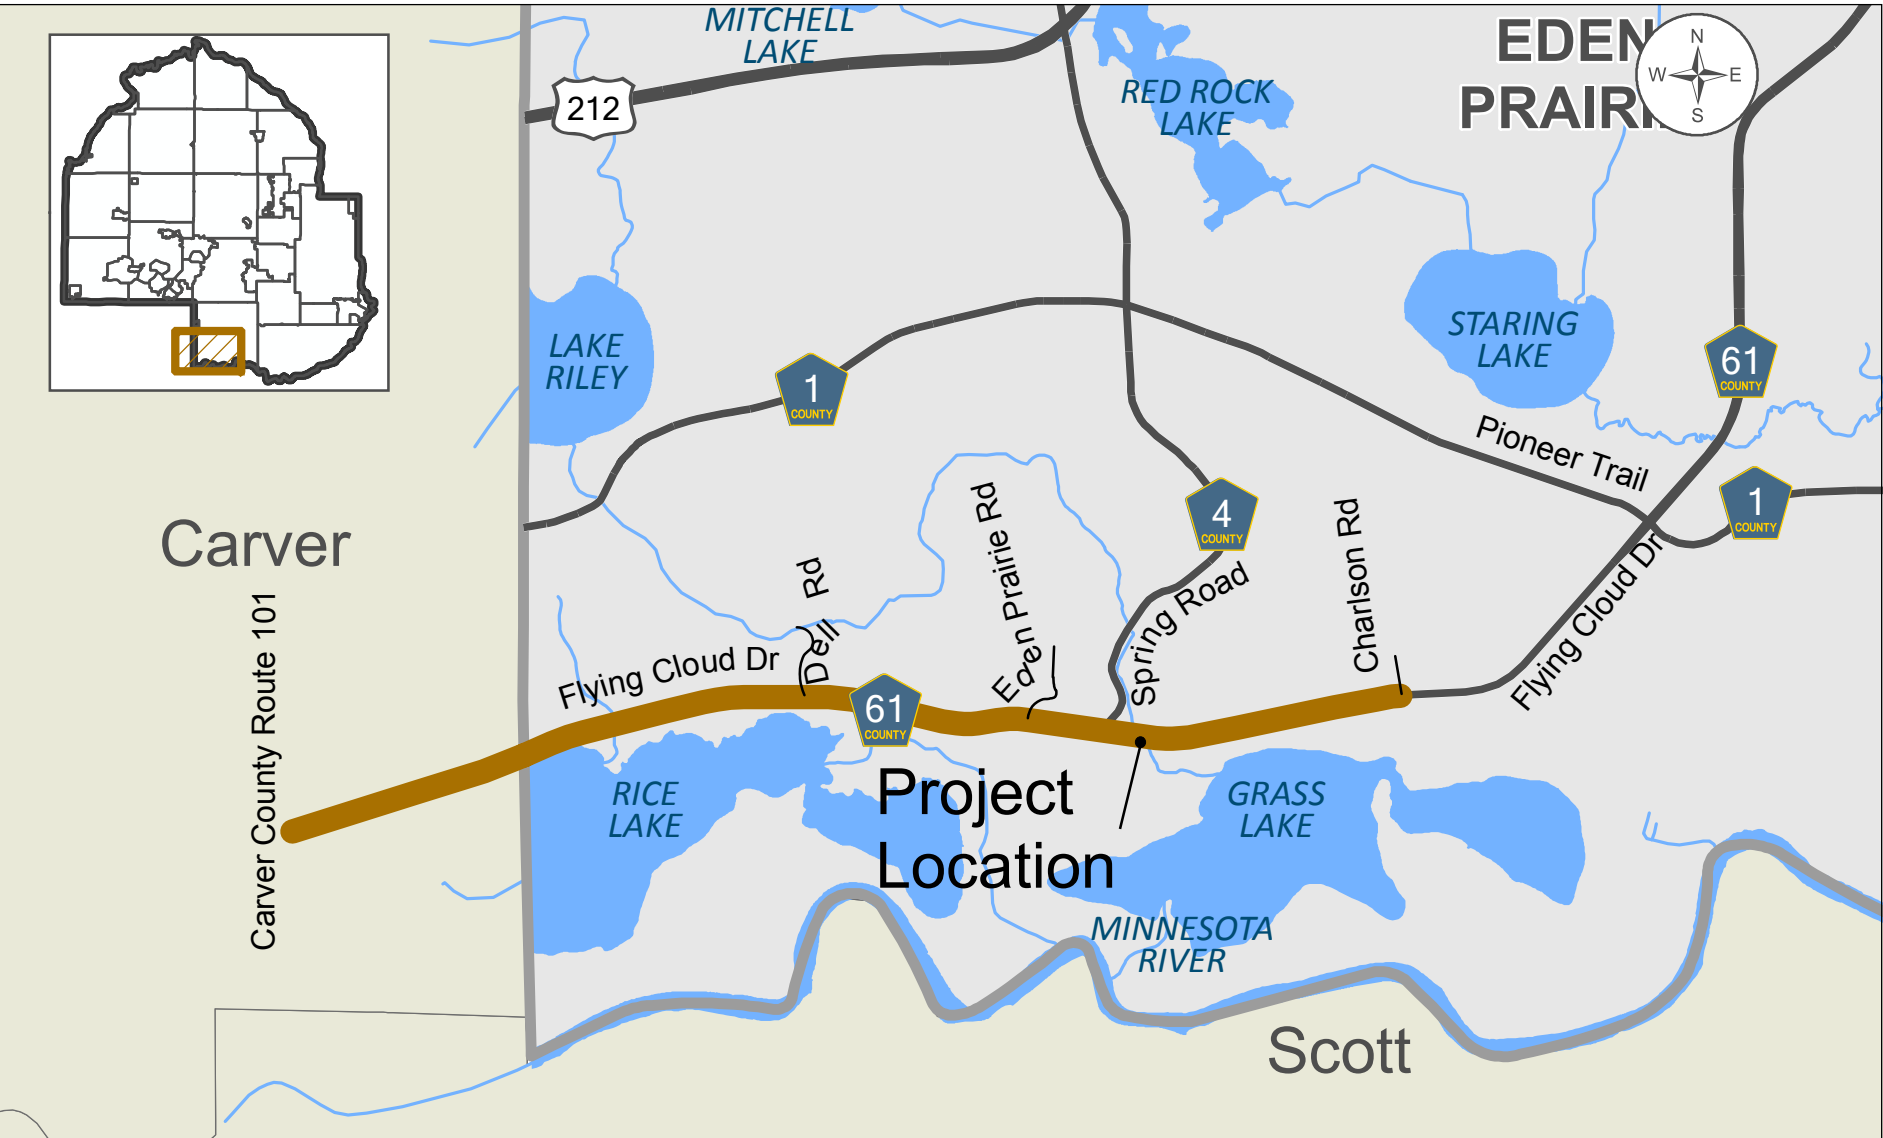 MITCHELL
LAKE
EDEN
PRAIRI
N
W E
S
212
RED ROCK
LAKE
STARING
LAKE
LAKE
RILEY
61
COUNTY
1
COUNTY
Pioneer Trail
1
COUNTY
4
COUNTY
Carver
Carver County Route 101
Flying Cloud Dr
Dell Rd
Eden Prairie Rd
Spring Road
Charlson Rd
Flying Cloud Dr
61
COUNTY
Project
Location
RICE
LAKE
GRASS
LAKE
MINNESOTA
RIVER
Scott